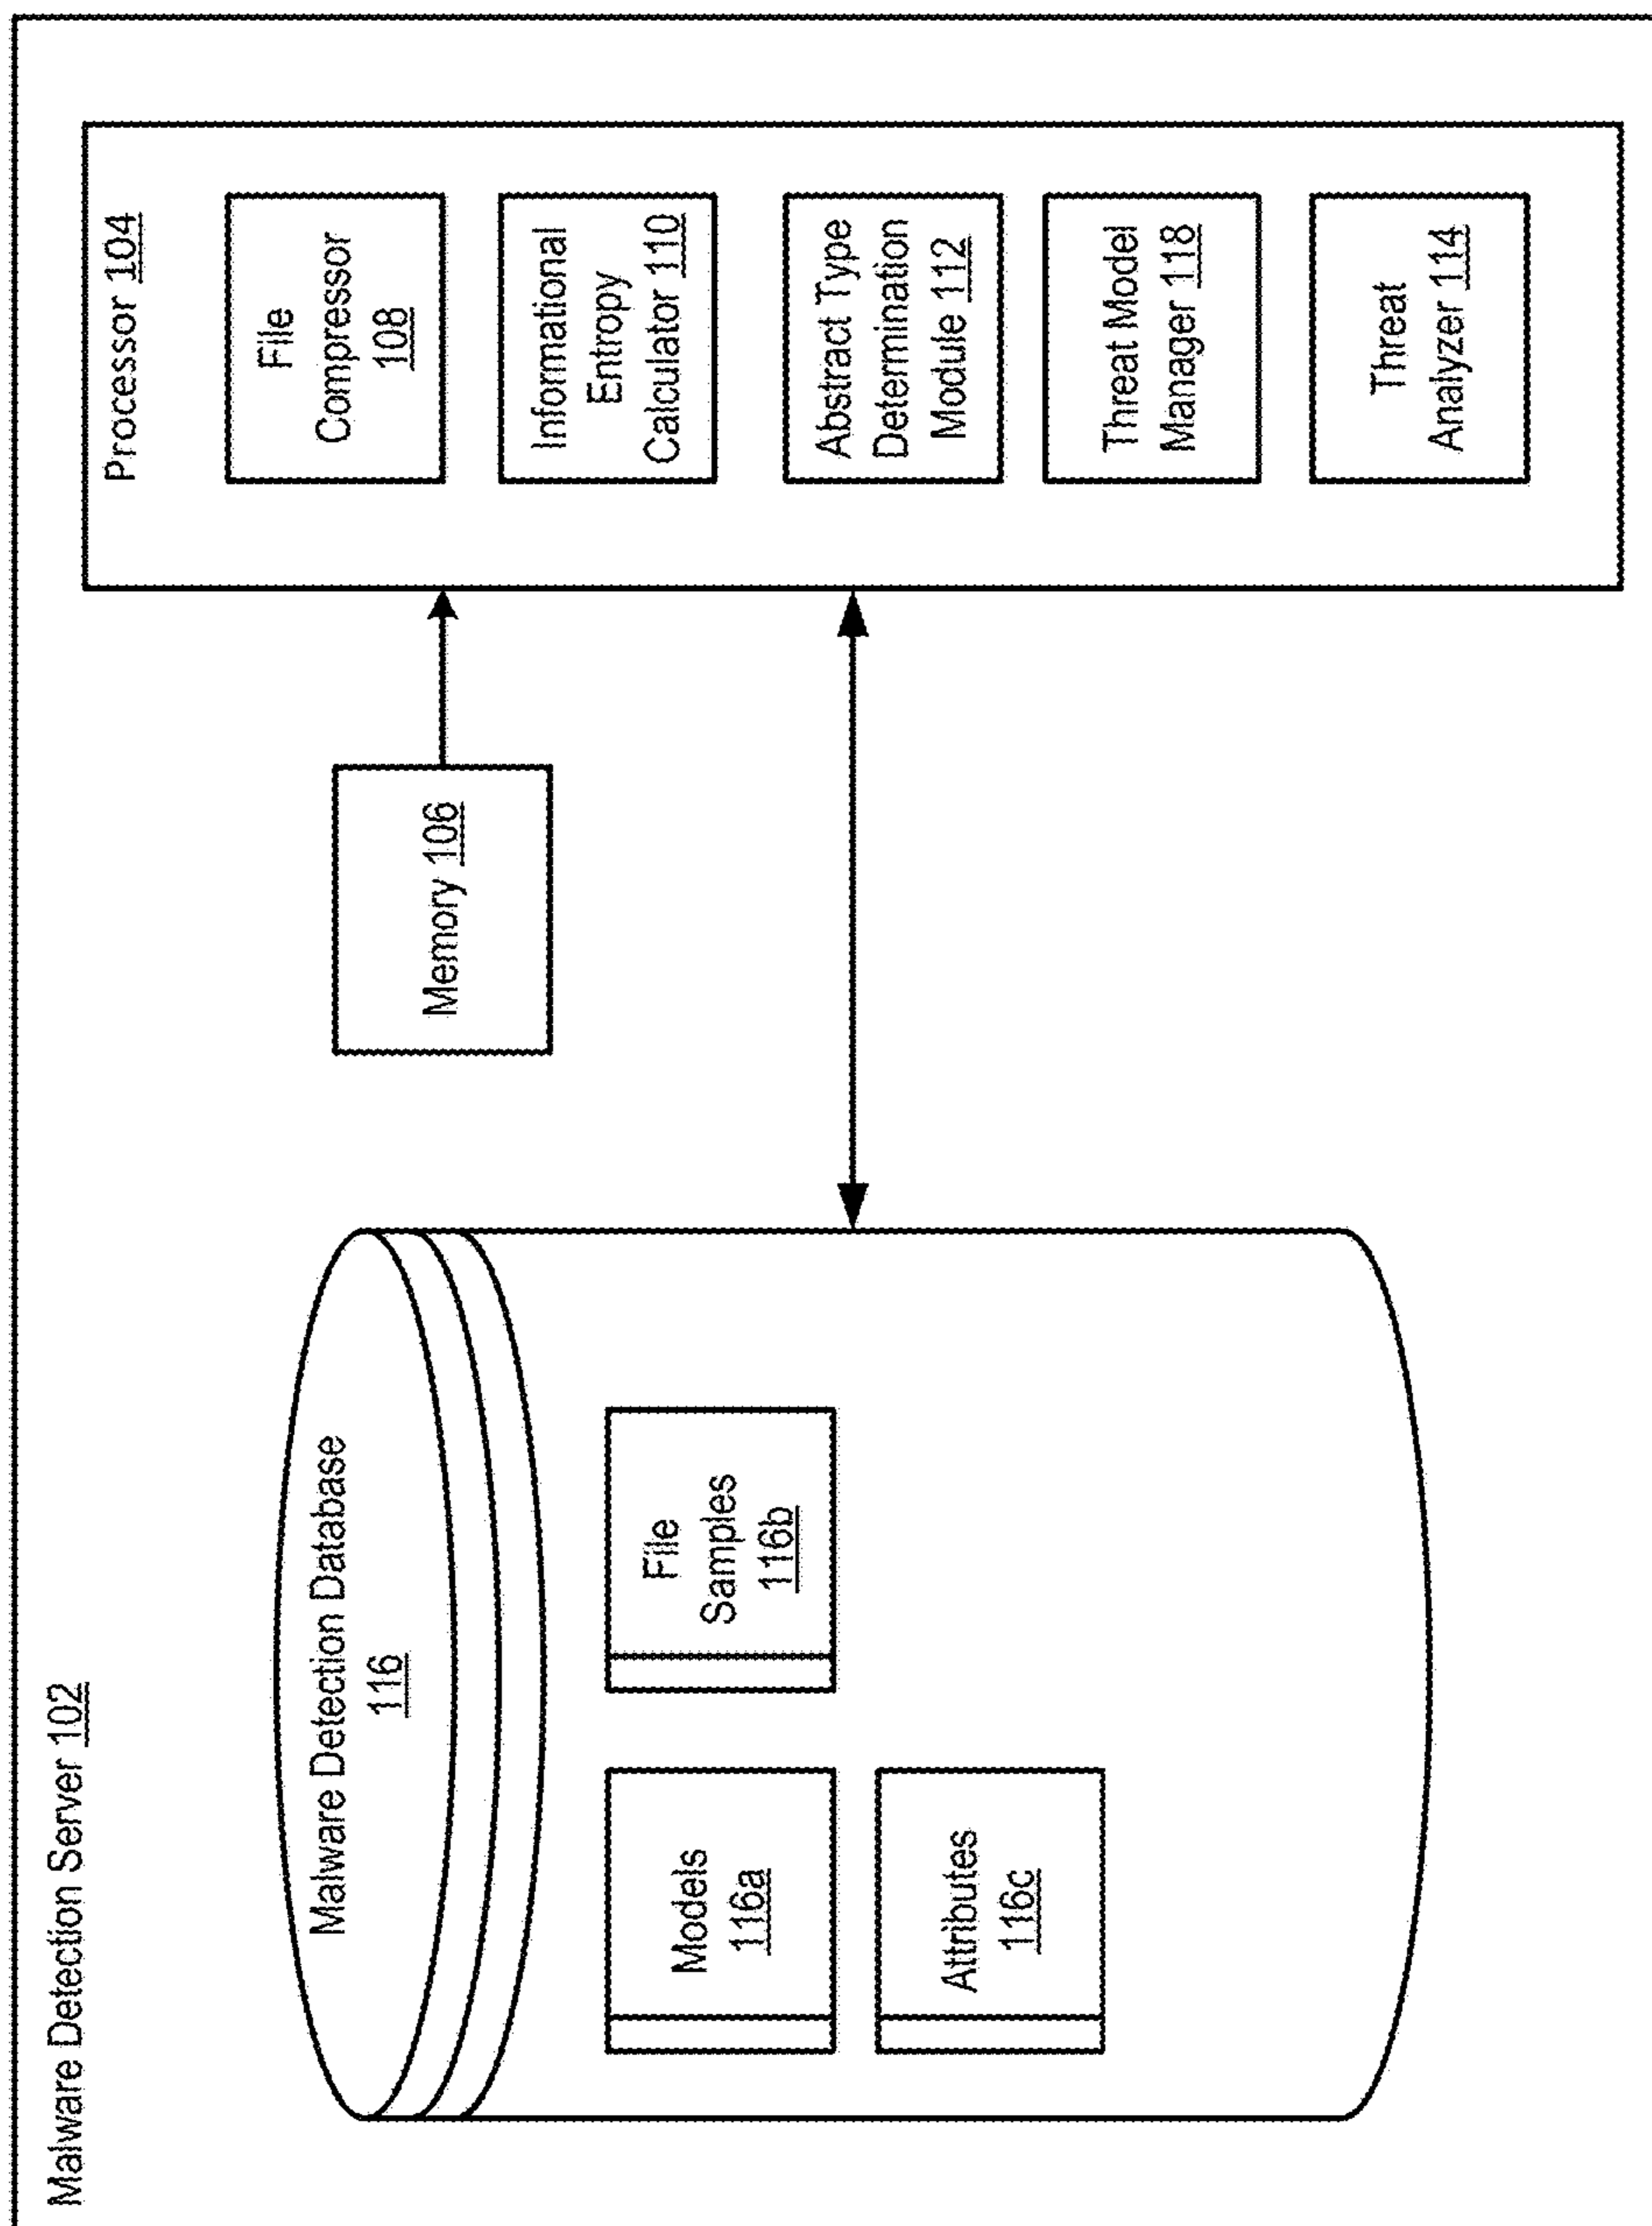 Malware Detection Server 102
Malware Detection Database
116
Models
116a
File
Samples
116b
Attributes
116c
Memory 106
Processor 104
File
Compressor
108
Informational
Entropy
Calculator 110
Abstract Type
Determination
Module 112
Threat Model
Manager 118
Threat
Analyzer 114